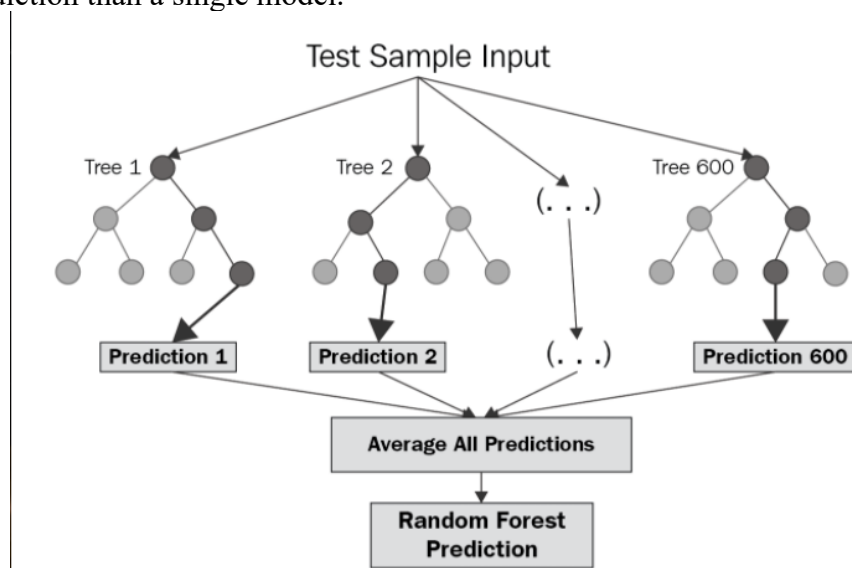 diction than a single model.
Test Sample Input
Tree 1
Tree 2
Tree 600
(. . .)
Prediction 1
Prediction 2
(. . .)
Prediction 600
Average All Predictions
Random Forest
Prediction